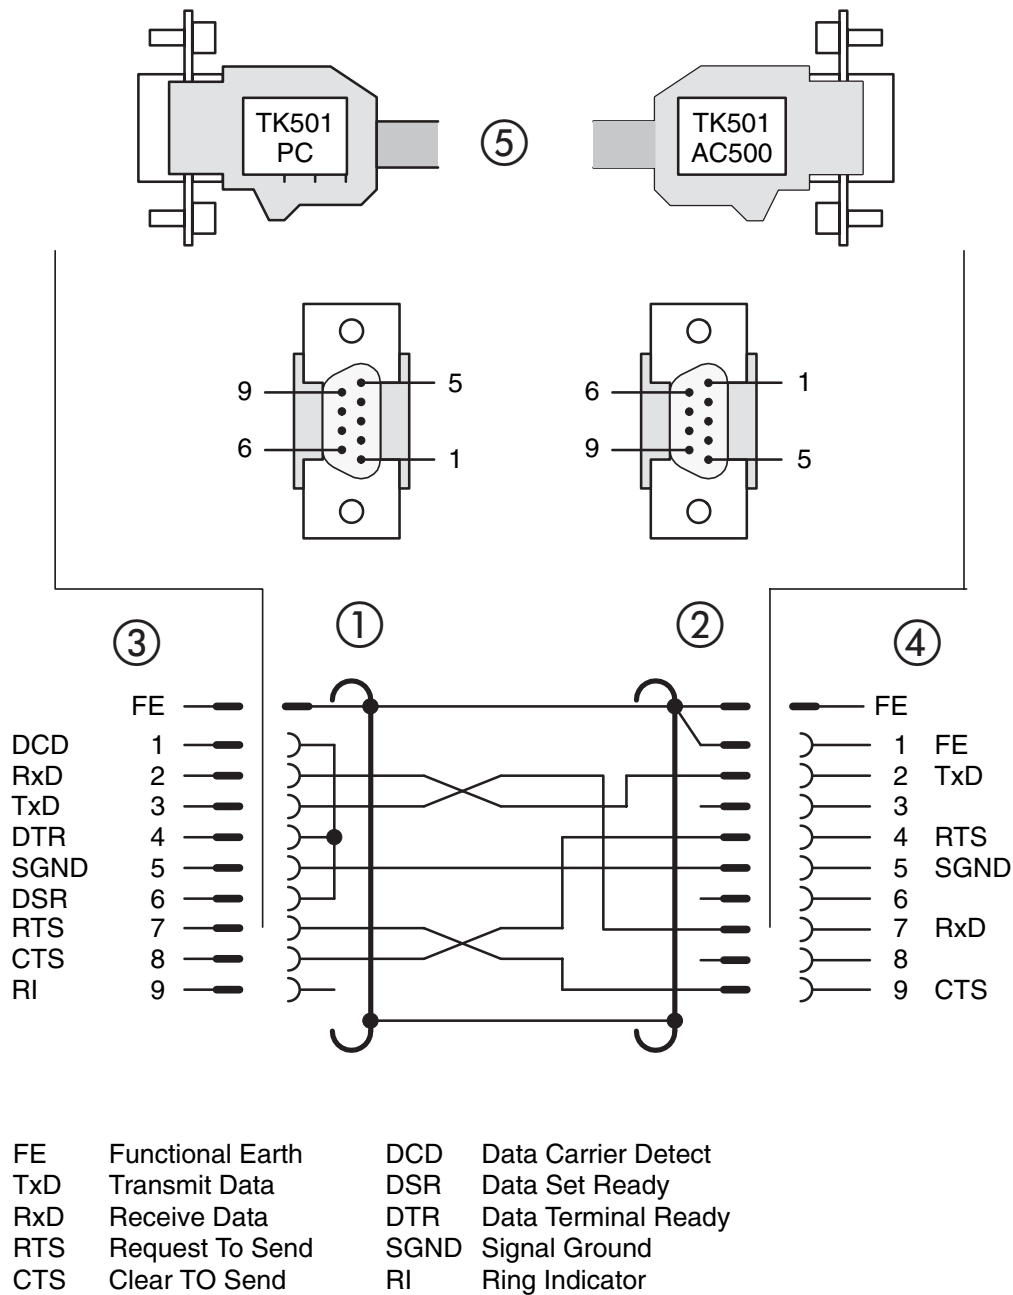 TK501
PC
5
TK501
AC500
9
5
6
1
6
1
9
5
3
1
2
4
FE
FE
DCD 1
1 FE
RxD 2
2 TxD
TxD 3
3
DTR 4
4 RTS
SGND 5
5 SGND
DSR 6
6
RTS 7
7 RxD
CTS 8
8
RI 9
9 CTS
FE Functional Earth
DCD Data Carrier Detect
TxD Transmit Data
DSR Data Set Ready
RxD Receive Data
DTR Data Terminal Ready
RTS Request To Send
SGND Signal Ground
CTS Clear TO Send
RI Ring Indicator